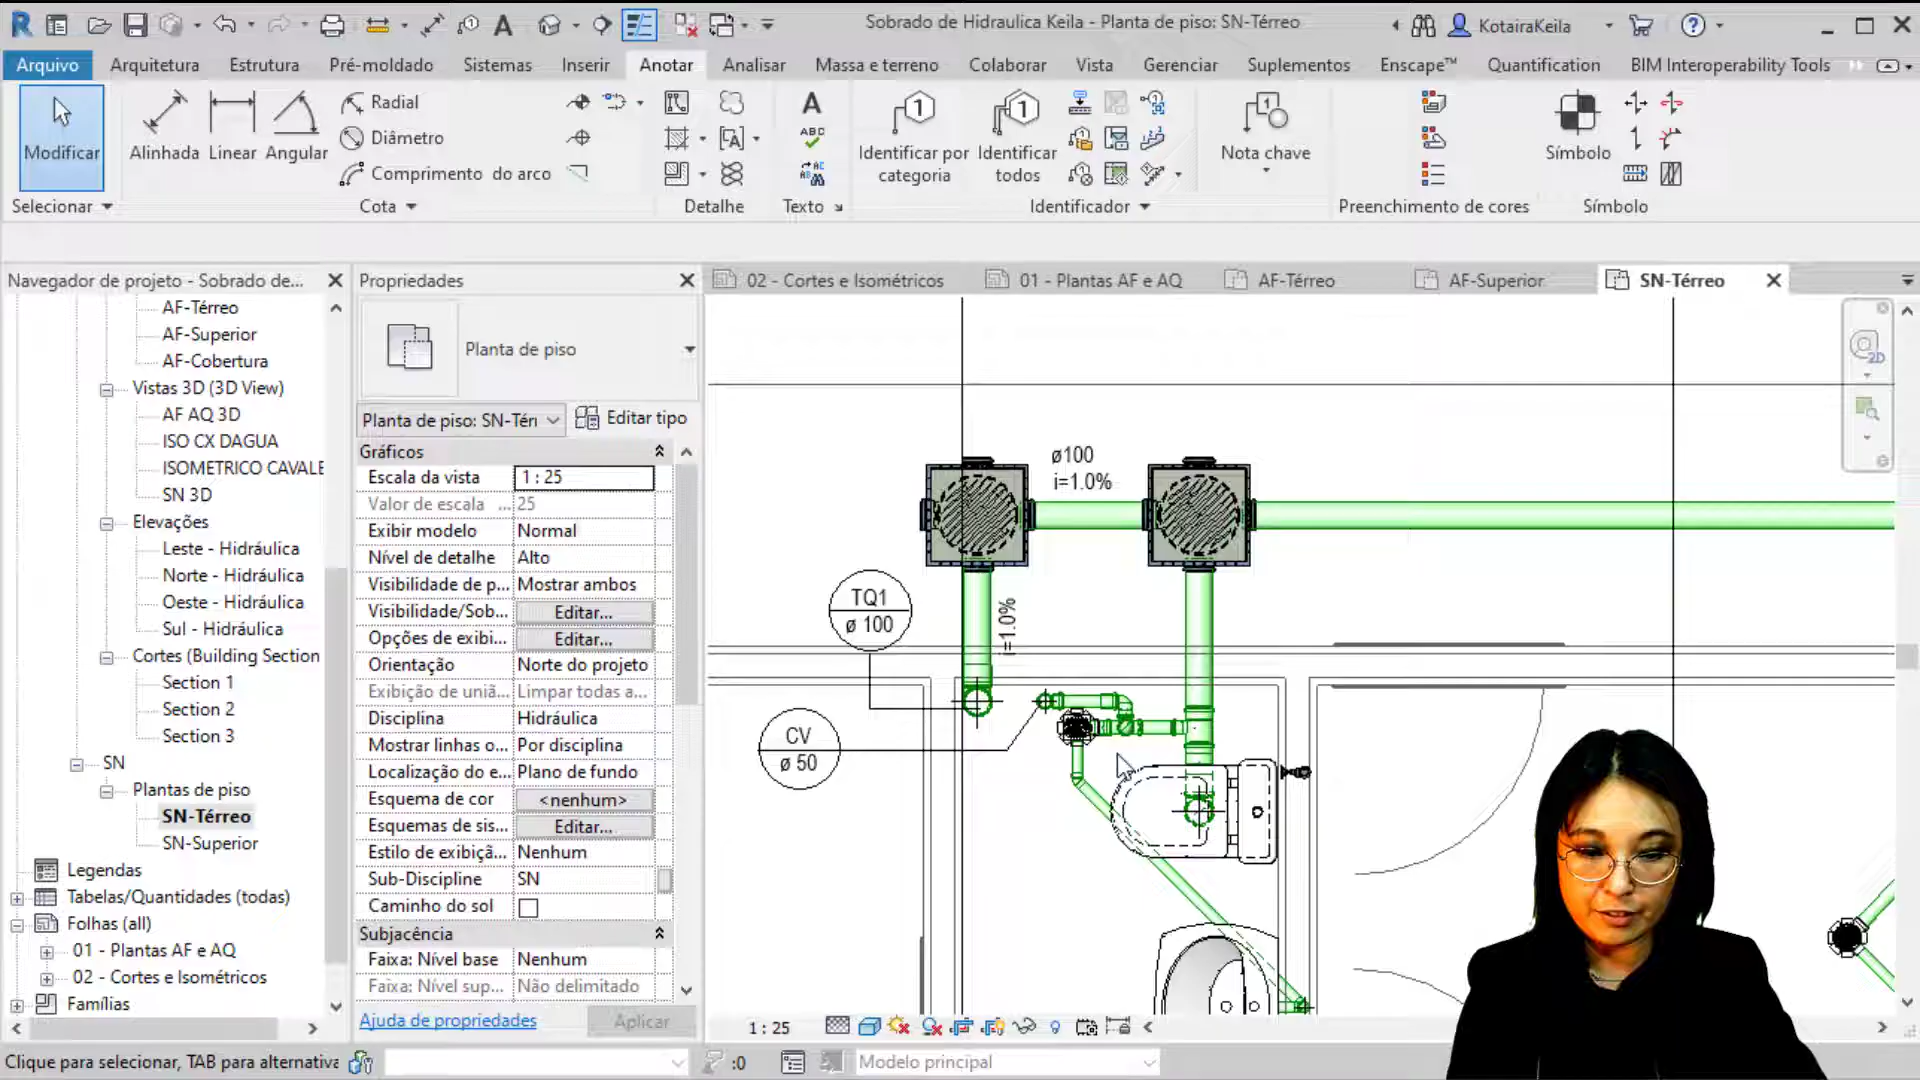 Sobrado de Hidraulica Keila - Planta de piso: SN-Térreo
KotairaKeila
Arquivo Arquitetura Estrutura Pré-moldado Sistemas Inserir Anotar Analisar Massa e terreno Colaborar Vista Gerenciar Suplementos Enscape™ Quantification BIM Interoperability Tools
Modificar
Alinhada Linear Angular
Radial
Diâmetro
Comprimento do arco
Identificar por categoria
Identificar todos
Nota chave
Símbolo
Selecionar
Cota
Detalhe
Texto
Identificador
Preenchimento de cores
Símbolo
Navegador de projeto - Sobrado de...
AF-Térreo
AF-Superior
AF-Cobertura
Vistas 3D (3D View)
AF AQ 3D
ISO CX DAGUA
ISOMETRICO CAVALE
SN 3D
Elevações
Leste - Hidráulica
Norte - Hidráulica
Oeste - Hidráulica
Sul - Hidráulica
Cortes (Building Section
Section 1
Section 2
Section 3
SN
Plantas de piso
SN-Térreo
SN-Superior
Legendas
Tabelas/Quantidades (todas)
Folhas (all)
01 - Plantas AF e AQ
02 - Cortes e Isométricos
Famílias
Propriedades
Planta de piso
Planta de piso: SN-Téri
Editar tipo
Gráficos
Escala da vista 1 : 25
Valor de escala ... 25
Exibir modelo Normal
Nível de detalhe Alto
Visibilidade de p... Mostrar ambos
Visibilidade/Sob... Editar...
Opções de exibi... Editar...
Orientação Norte do projeto
Exibição de uniã... Limpar todas a...
Disciplina Hidráulica
Mostrar linhas o... Por disciplina
Localização do e... Plano de fundo
Esquema de cor <nenhum>
Esquemas de sis... Editar...
Estilo de exibiçã... Nenhum
Sub-Discipline SN
Caminho do sol
Subjacência
Faixa: Nível base Nenhum
Faixa: Nível sup... Não delimitado
Ajuda de propriedades
Aplicar
02 - Cortes e Isométricos
01 - Plantas AF e AQ
AF-Térreo
AF-Superior
SN-Térreo
2D
ø100
i=1.0%
TQ1
ø 100
i=1.0%
CV
ø 50
1 : 25
Clique para selecionar, TAB para alternativa
:0
Modelo principal